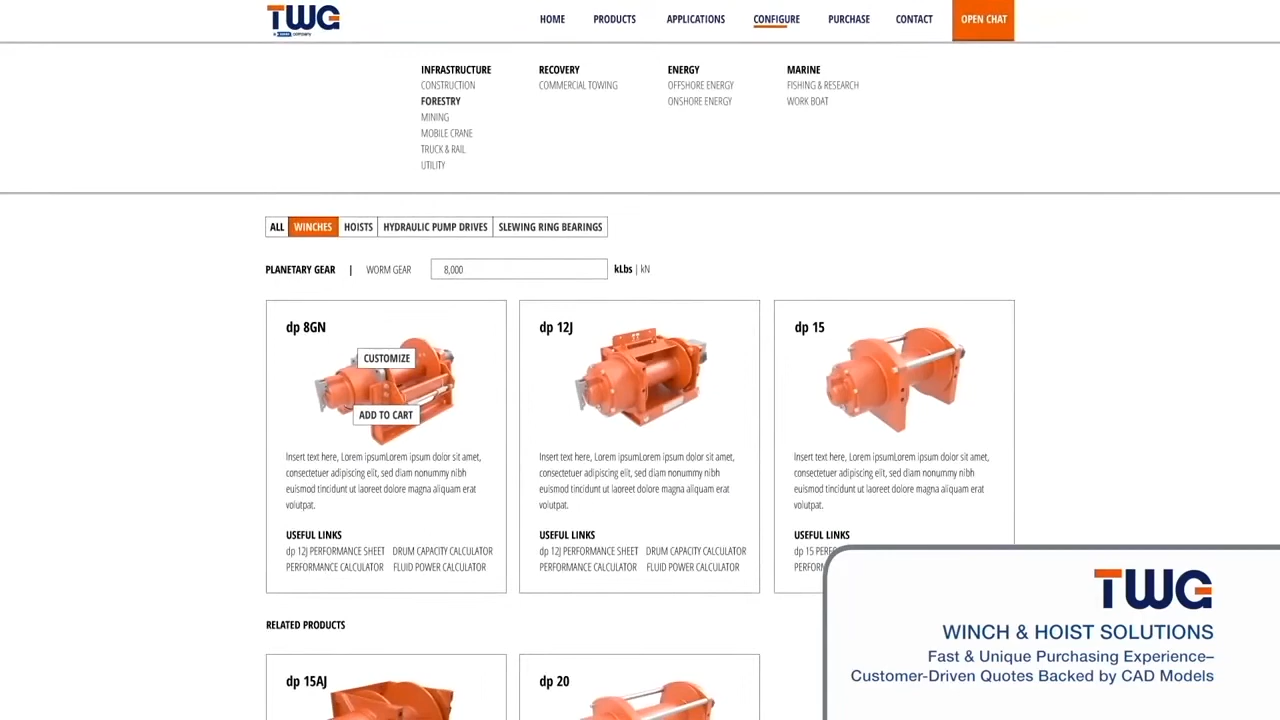 TWG
a company
HOME PRODUCTS APPLICATIONS CONFIGURE PURCHASE CONTACT OPEN CHAT
INFRASTRUCTURE
CONSTRUCTION
FORESTRY
MINING
MOBILE CRANE
TRUCK & RAIL
UTILITY
RECOVERY
COMMERCIAL TOWING
ENERGY
OFFSHORE ENERGY
ONSHORE ENERGY
MARINE
FISHING & RESEARCH
WORK BOAT
ALL WINCHES HOISTS HYDRAULIC PUMP DRIVES SLEWING RING BEARINGS
PLANETARY GEAR | WORM GEAR 8,000 kLbs | kN
dp 8GN
CUSTOMIZE
ADD TO CART
Insert text here, Lorem ipsumLorem ipsum dolor sit amet,
consectetuer adipiscing elit, sed diam nonummy nibh
euismod tincidunt ut laoreet dolore magna aliquam erat
volutpat.
USEFUL LINKS
dp 12J PERFORMANCE SHEET DRUM CAPACITY CALCULATOR
PERFORMANCE CALCULATOR FLUID POWER CALCULATOR
dp 12J
Insert text here, Lorem ipsumLorem ipsum dolor sit amet,
consectetuer adipiscing elit, sed diam nonummy nibh
euismod tincidunt ut laoreet dolore magna aliquam erat
volutpat.
USEFUL LINKS
dp 12J PERFORMANCE SHEET DRUM CAPACITY CALCULATOR
PERFORMANCE CALCULATOR FLUID POWER CALCULATOR
dp 15
Insert text here, Lorem ipsumLorem ipsum dolor sit amet,
consectetuer adipiscing elit, sed diam nonummy nibh
euismod tincidunt ut laoreet dolore magna aliquam erat
volutpat.
USEFUL LINKS
dp 15
RELATED PRODUCTS
dp 15AJ
dp 20
TWG
WINCH & HOIST SOLUTIONS
Fast & Unique Purchasing Experience–
Customer-Driven Quotes Backed by CAD Models